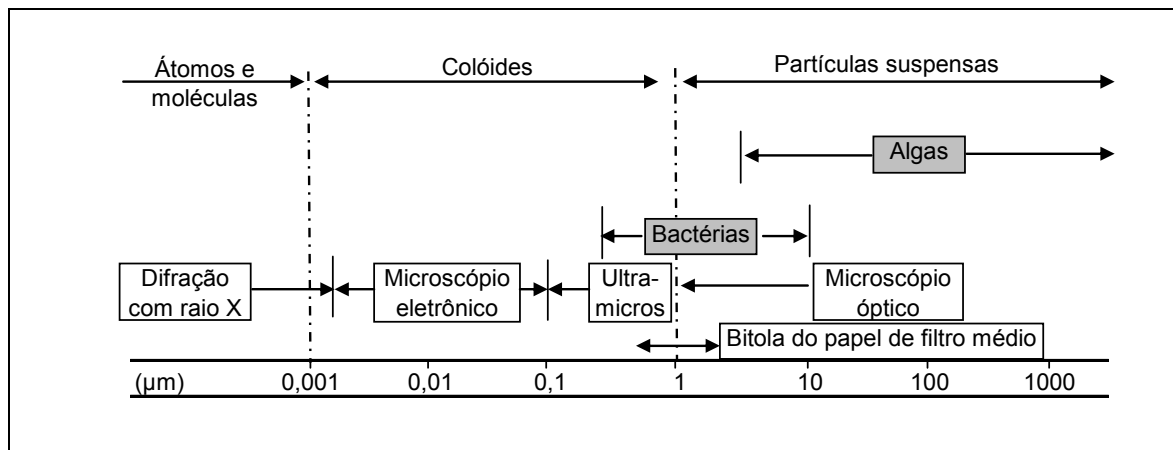 Átomos e
moléculas
Colóides
Partículas suspensas
Algas
Bactérias
Difração
com raio X
Microscópio
eletrônico
Ultra-
micros
Microscópio
óptico
Bitola do papel de filtro médio
(µm) 0,001 0,01 0,1 1 10 100 1000